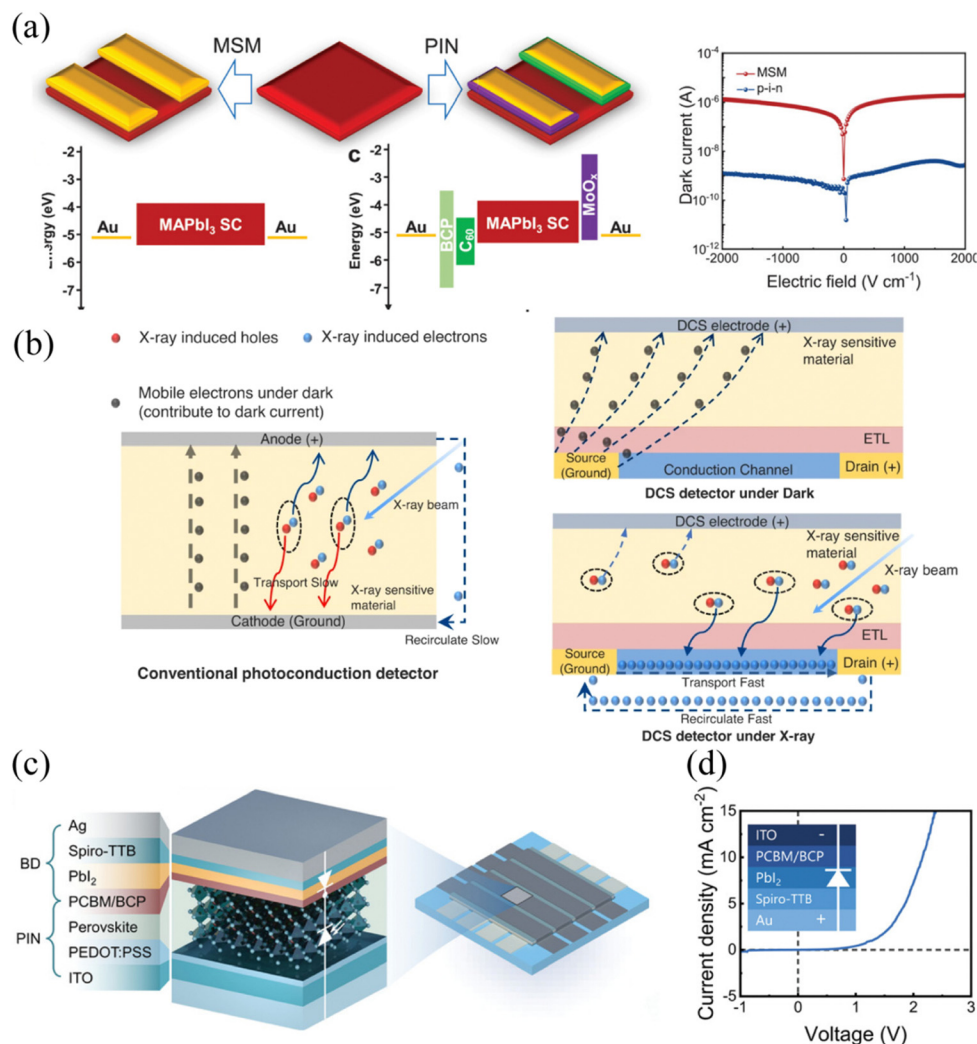 (a)
MSM
PIN
-2
-3
-4
-5
-6
-7
Au
MAPbI₃ SC
Au
c
Energy (eV)
-2
-3
-4
-5
-6
-7
Au
BCP
C₆₀
MAPbI₃ SC
MoOₓ
Au
Dark current (A)
10⁻⁴
10⁻⁶
10⁻⁸
10⁻¹⁰
10⁻¹²
MSM
p-i-n
-2000
-1000
0
1000
2000
Electric field (V cm⁻¹)
(b)
X-ray induced holes
X-ray induced electrons
Mobile electrons under dark
(contribute to dark current)
Anode (+)
X-ray beam
Transport Slow
X-ray sensitive
material
Cathode (Ground)
Recirculate Slow
Conventional photoconduction detector
DCS electrode (+)
X-ray sensitive
material
ETL
Source
(Ground)
Conduction Channel
Drain (+)
DCS detector under Dark
DCS electrode (+)
X-ray sensitive
material
X-ray beam
ETL
Source
(Ground)
Drain (+)
Transport Fast
Recirculate Fast
DCS detector under X-ray
(c)
BD
PIN
Ag
Spiro-TTB
PbI₂
PCBM/BCP
Perovskite
PEDOT:PSS
ITO
(d)
Current density (mA cm⁻²)
15
10
5
0
-5
ITO -
PCBM/BCP
PbI₂
Spiro-TTB
Au +
-1
0
1
2
3
Voltage (V)